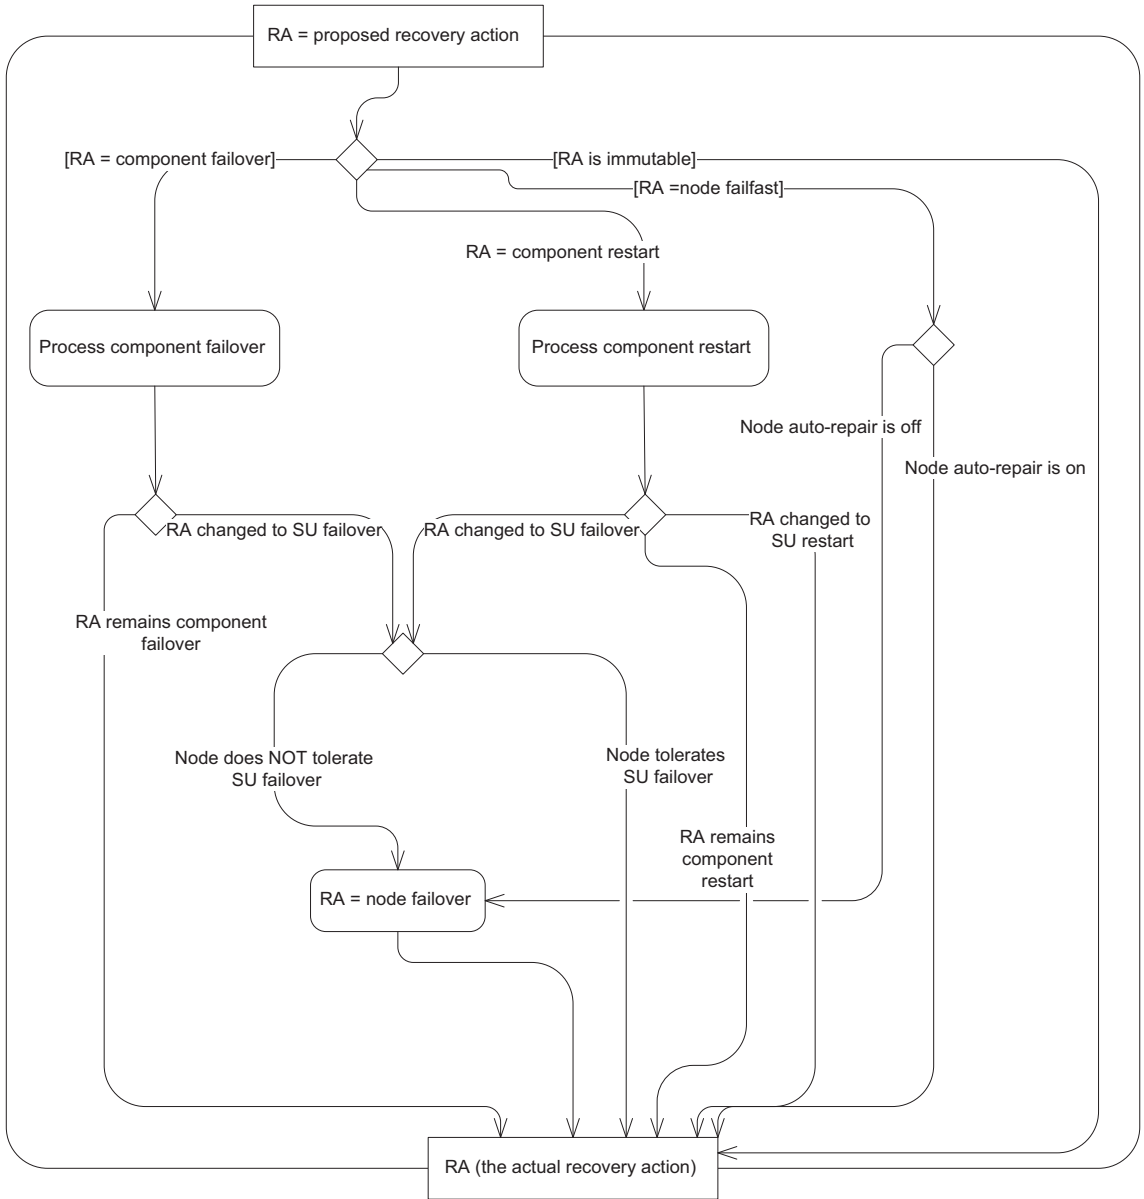 RA = proposed recovery action
[RA = component failover]
[RA is immutable]
[RA =node failfast]
RA = component restart
Process component failover
Process component restart
Node auto-repair is off
Node auto-repair is on
RA changed to SU failover
RA changed to SU failover
RA changed to
SU restart
RA remains component
failover
Node does NOT tolerate
SU failover
Node tolerates
SU failover
RA remains
component
restart
RA = node failover
RA (the actual recovery action)